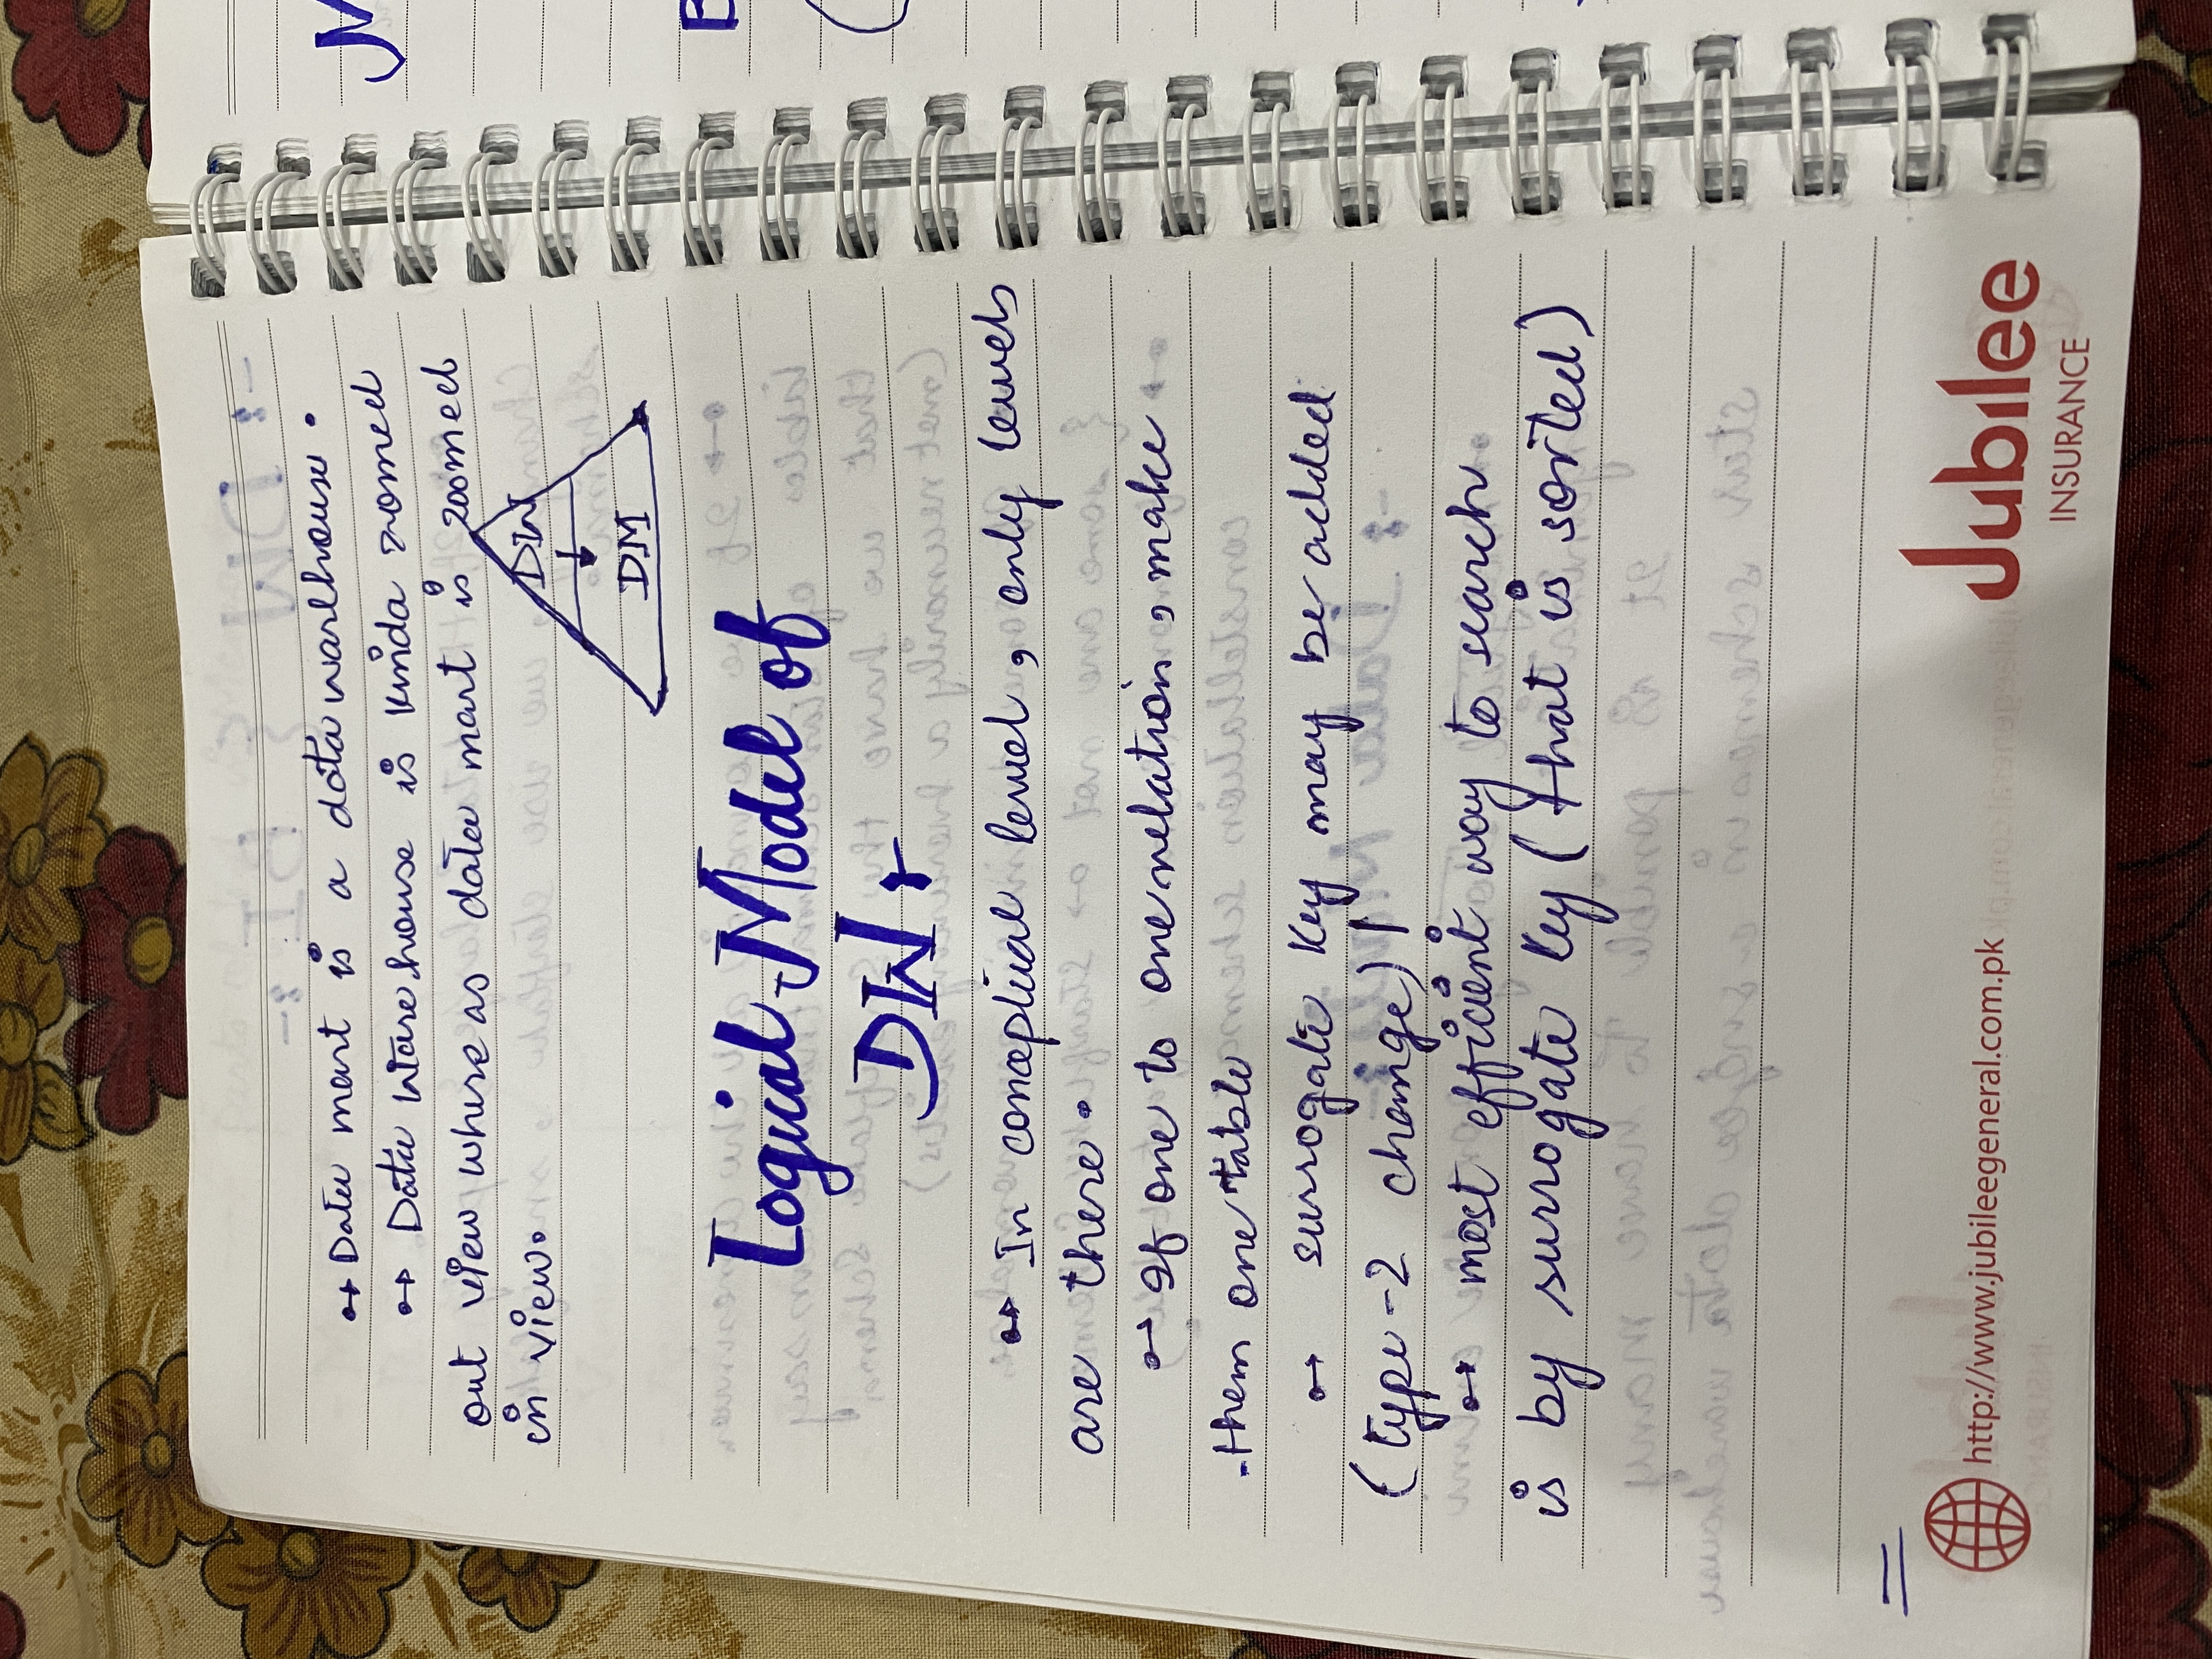 ↦ Data mart is a data warehouse.
↦ Data Warehouse is kinda zomed
out view where as data mart is zoomed
in view.
DW
DM
Logical Model of
DW :-
↦ In conceptual level, only levels
are there.
↦ If one to one relation, make
them one table
↦ surrogate key may be added
(type-2 change)!
↦ most efficient way to search
is by surrogate key (that is sorted)
http://www.jubileegeneral.com.pk
Jubilee
INSURANCE
M
B